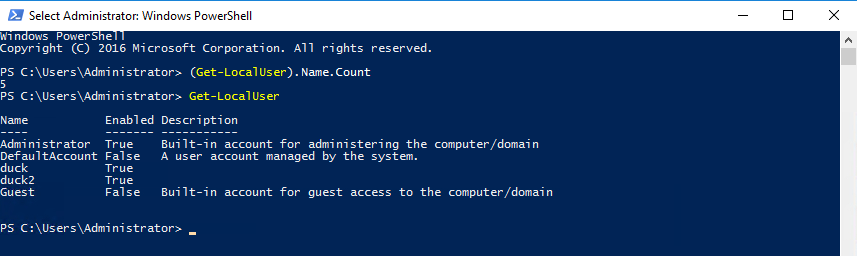 Select Administrator: Windows PowerShell
Windows PowerShell
Copyright (C) 2016 Microsoft Corporation. All rights reserved.
PS C:\Users\Administrator> (Get-LocalUser).Name.Count
5
PS C:\Users\Administrator> Get-LocalUser
Name           Enabled Description
----           ------- -----------
Administrator  True    Built-in account for administering the computer/domain
DefaultAccount False   A user account managed by the system.
duck           True
duck2          True
Guest          False   Built-in account for guest access to the computer/domain
PS C:\Users\Administrator>